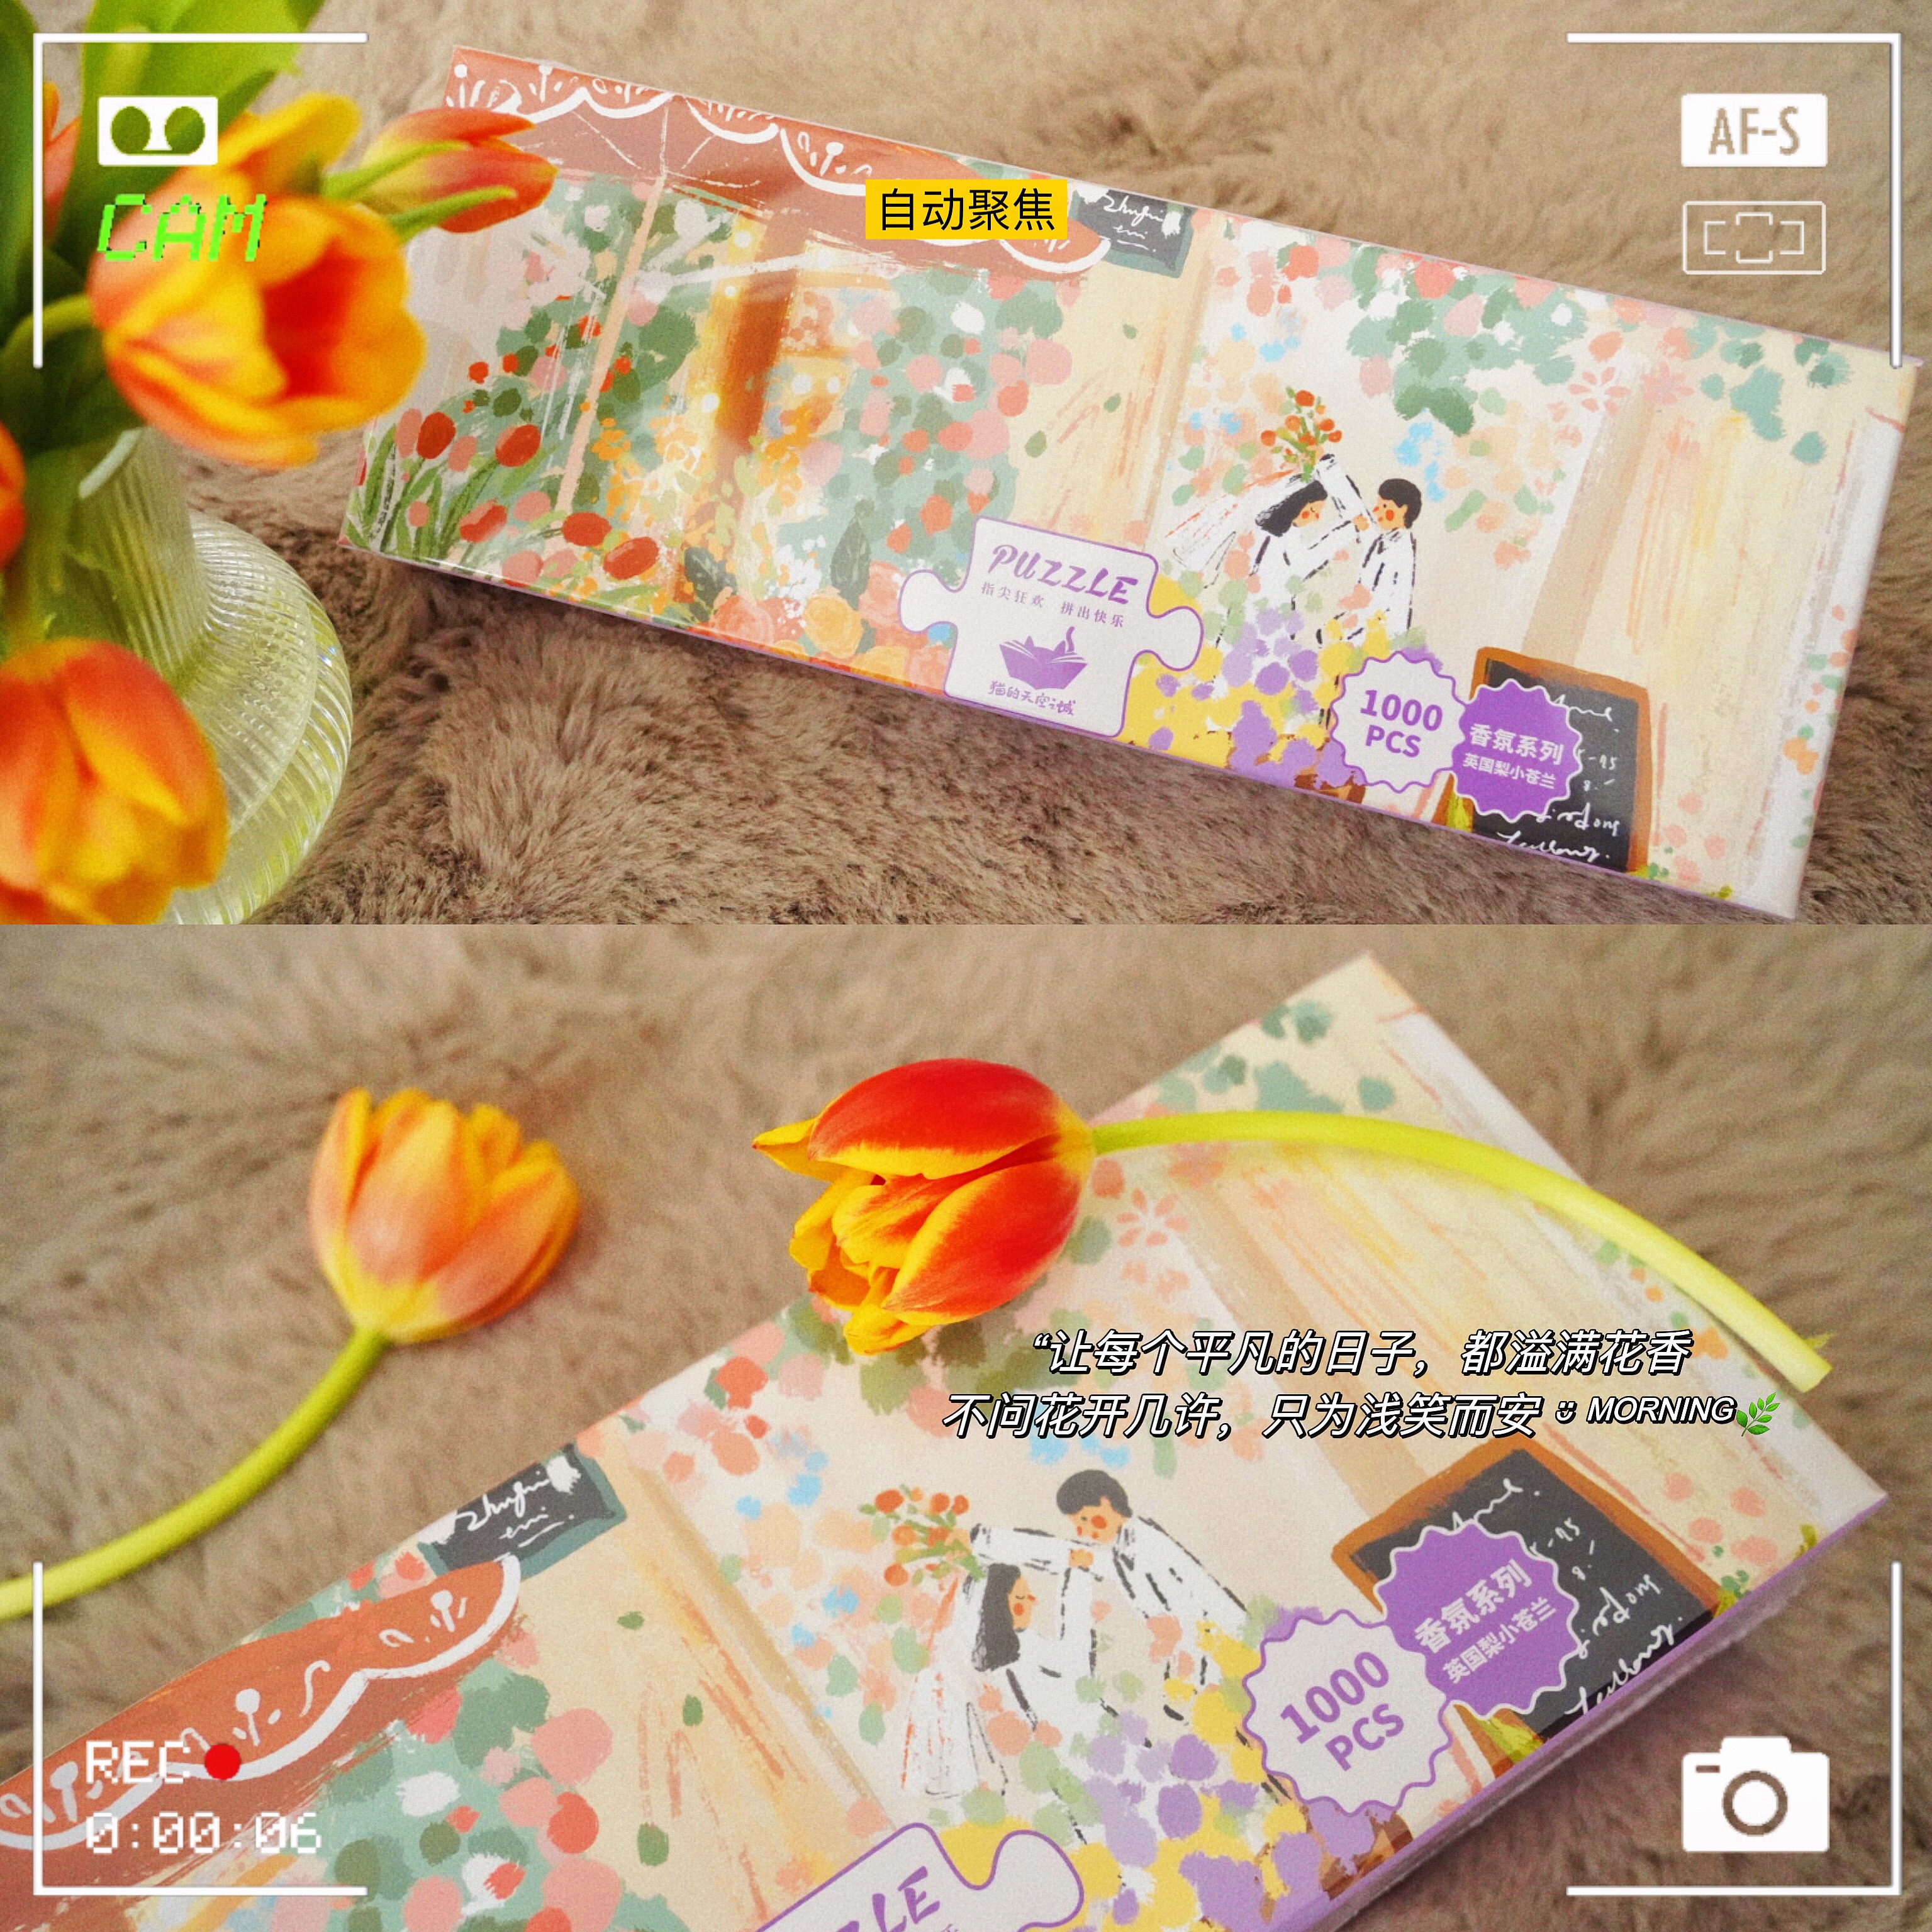 AF-S
CAM
自动聚焦
PUZZLE
指尖狂欢 拼出快乐
猫的天空之城
1000
PCS
香氛系列
英国梨小苍兰
“让每个平凡的日子，都溢满花香
不问花开几许，只为浅笑而安 ご MORNING🌿
香氛系列
英国梨小苍兰
1000
PCS
REC
0:00:06